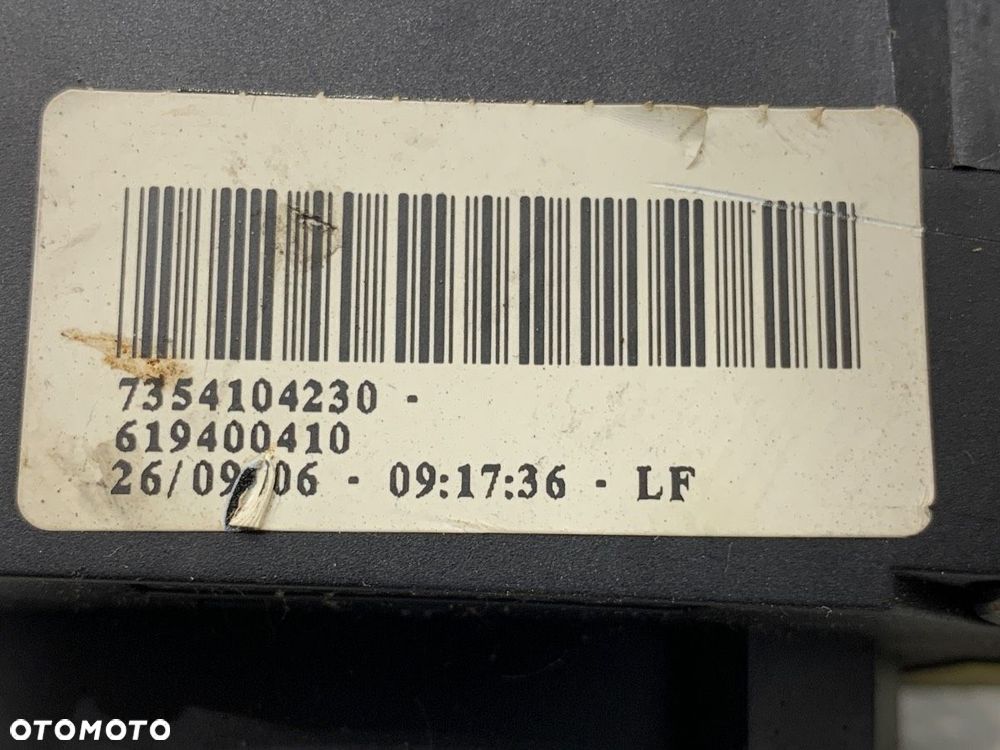 7354104230 -
619400410
26/09/06 - 09:17:36 - LF
OTOMOTO